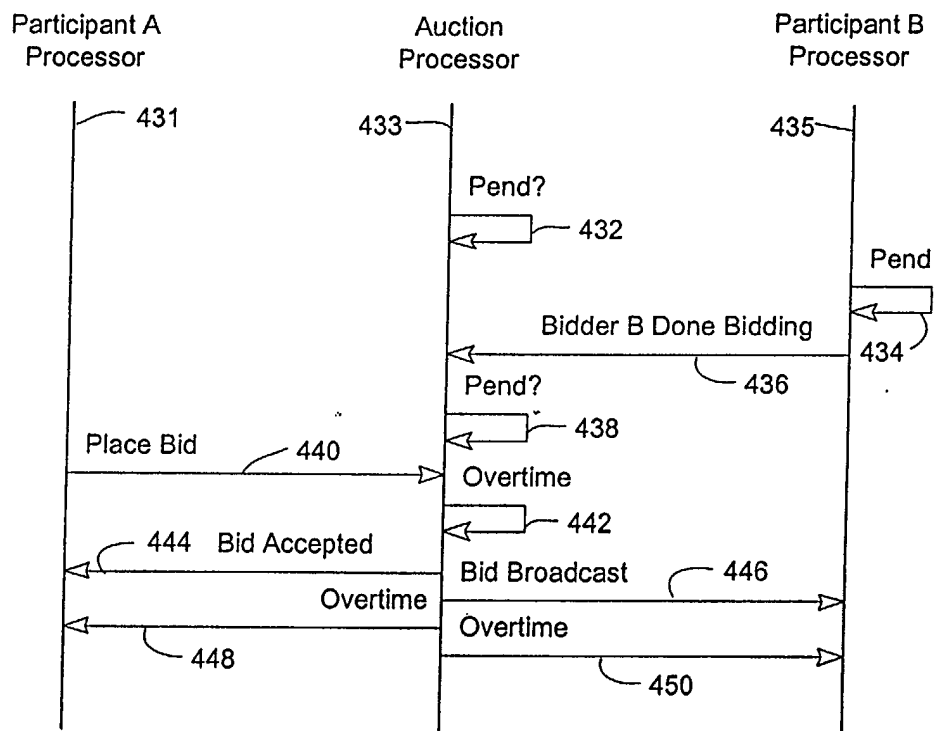 Participant A
Processor
Auction
Processor
Participant B
Processor
431
433
435
Pend?
432
Pend
434
Bidder B Done Bidding
436
Pend?
438
Place Bid
440
Overtime
442
444
Bid Accepted
Bid Broadcast
446
Overtime
448
Overtime
450